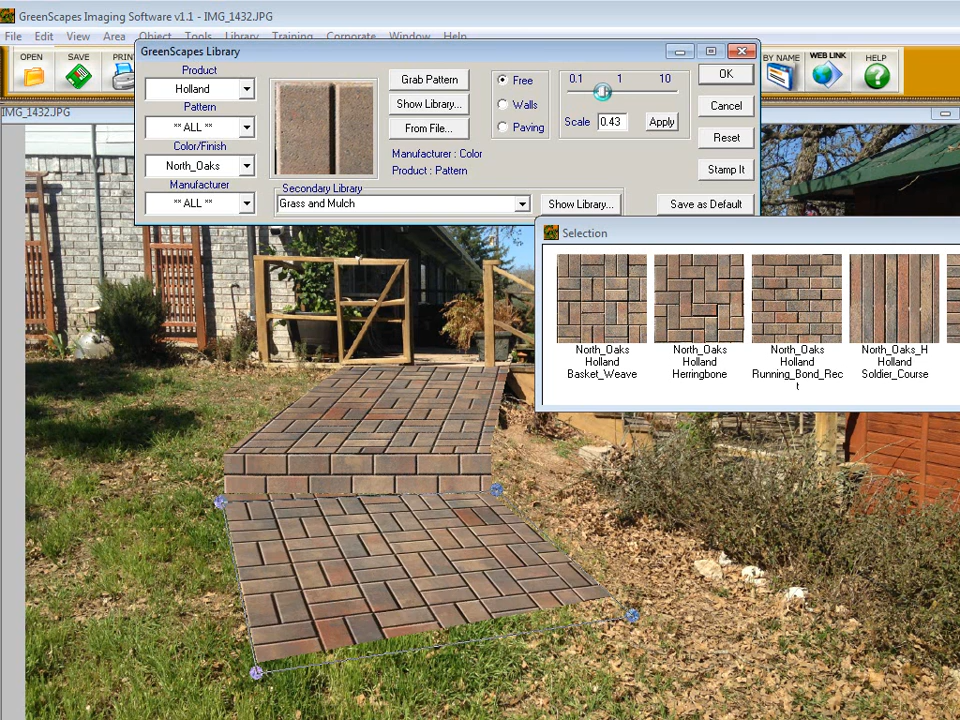 GreenScapes Imaging Software v1.1 - IMG_1432.JPG
File Edit View Area Object Tools Library Training Corporate Window Help
OPEN SAVE PRIN BY NAME WEB LINK HELP
IMG_1432.JPG
GreenScapes Library
Product
Holland
Pattern
** ALL **
Color/Finish
North_Oaks
Manufacturer
** ALL **
Grab Pattern
Show Library...
From File...
Manufacturer : Color
Product : Pattern
Free
Walls
Paving
0.1 1 10
Scale 0.43 Apply
OK
Cancel
Reset
Stamp It
Secondary Library
Grass and Mulch
Show Library...
Save as Default
Selection
North_Oaks
Holland
Basket_Weave
North_Oaks
Holland
Herringbone
North_Oaks
Holland
Running_Bond_Rec
t
North_Oaks_H
Holland
Soldier_Course